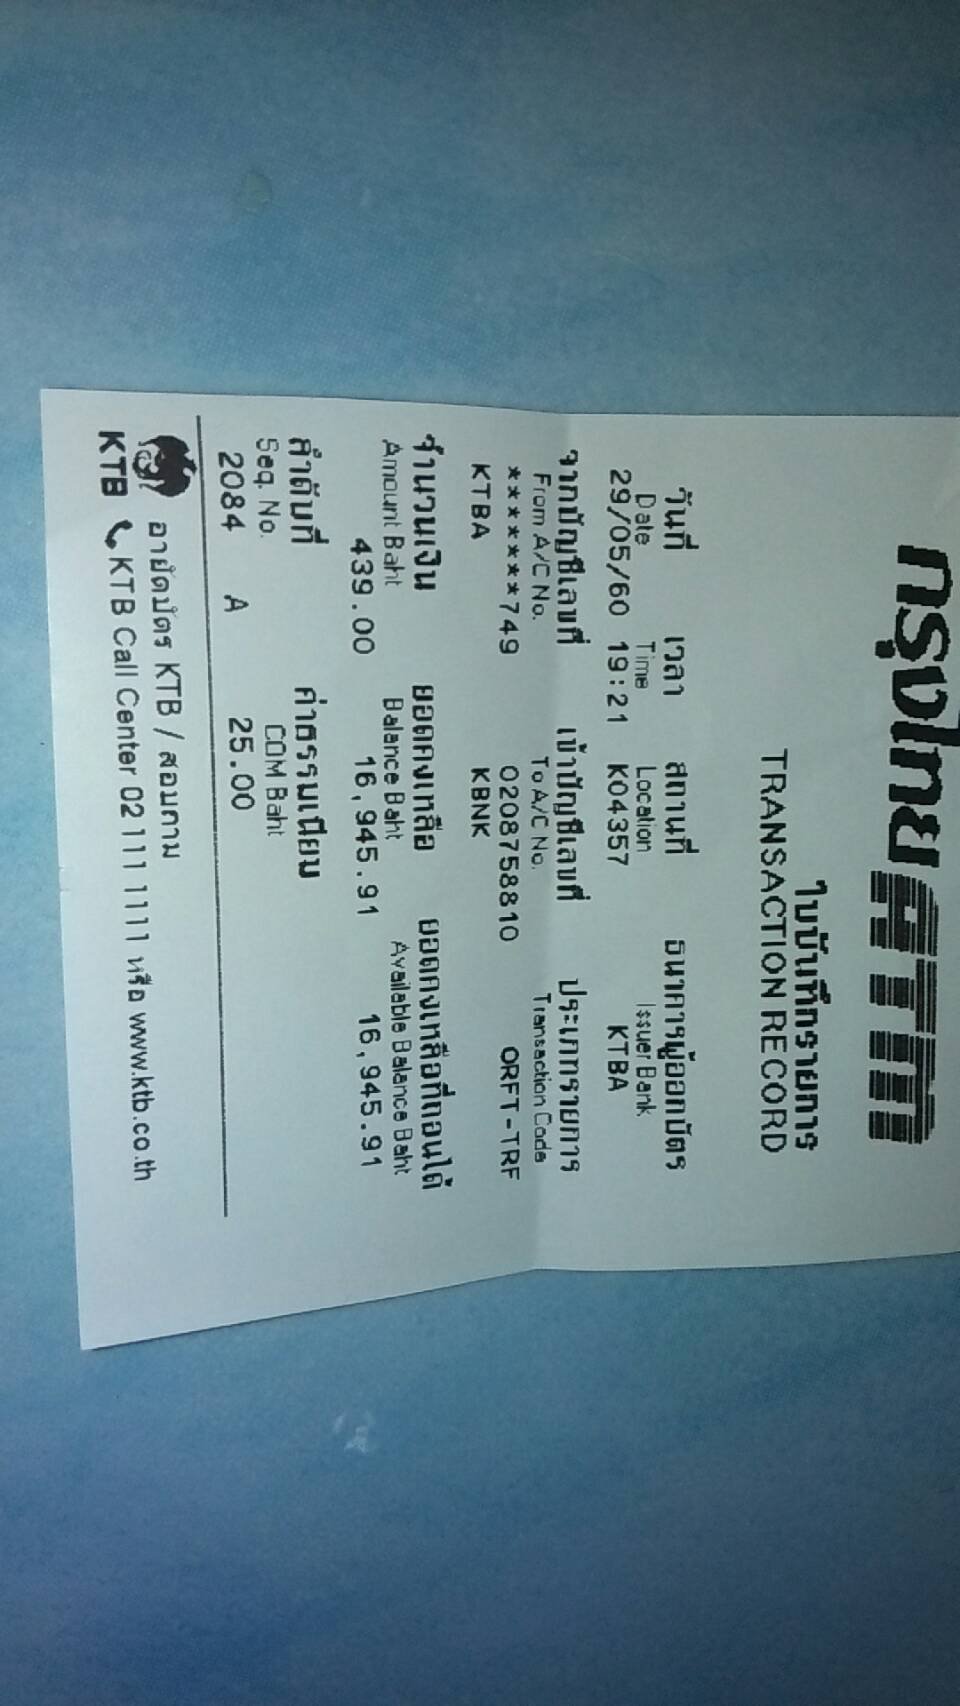 กรุงไทย ATM
ใบบันทึกรายการ
TRANSACTION RECORD
วันที่ เวลา สถานที่ ธนาคารผู้ออกบัตร
Date Time Location Issuer Bank
29/05/60 19:21 K04357 KTBA
จากบัญชีเลขที่ เข้าบัญชีเลขที่ ประเภทรายการ
From A/C No. To A/C No. Transaction Code
*******749 0208758810 ORFT-TRF
KTBA KBNK
จำนวนเงิน ยอดคงเหลือ ยอดคงเหลือที่ถอนได้
Amount Baht Balance Baht Available Balance Baht
439.00 16,945.91 16,945.91
ลำดับที่ ค่าธรรมเนียม
Seq. No. COM Baht
2084 A 25.00
อายัดบัตร KTB / สอบถาม
KTB KTB Call Center 02 111 1111 หรือ www.ktb.co.th